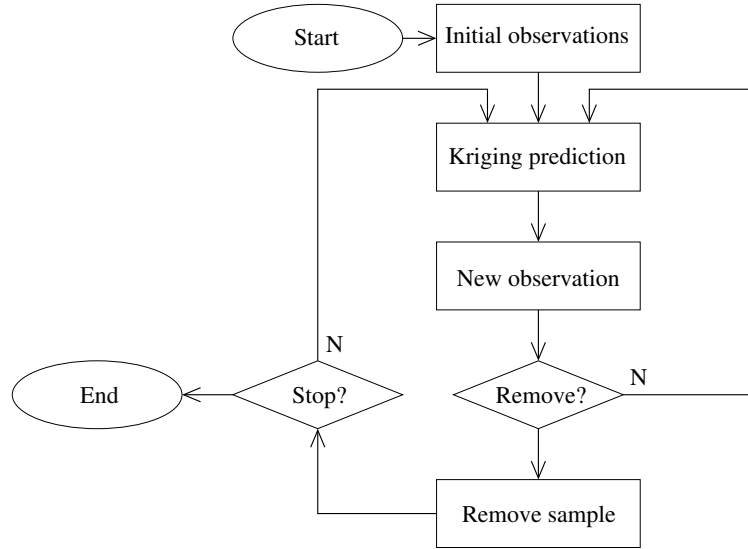 Start
Initial observations
Kriging prediction
New observation
N
End
Stop?
Remove?
N
Remove sample